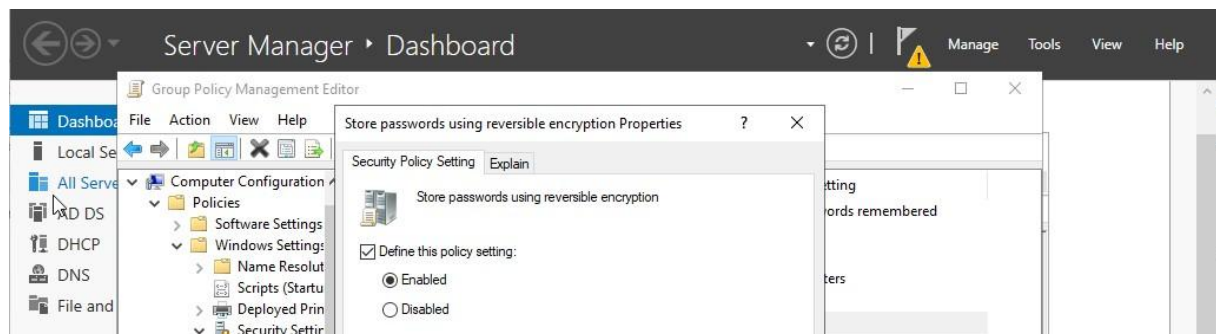 Server Manager ‣ Dashboard
Manage Tools View Help
Group Policy Management Editor
File Action View Help
Store passwords using reversible encryption Properties ? ×
Security Policy Setting Explain
Store passwords using reversible encryption
Define this policy setting:
Enabled
Disabled
Dashboa
Local Se
All Serve
AD DS
DHCP
DNS
File and
Computer Configuration
Policies
Software Settings
Windows Settings
Name Resolut
Scripts (Startu
Deployed Prin
Security Settin
etting
words remembered
ters